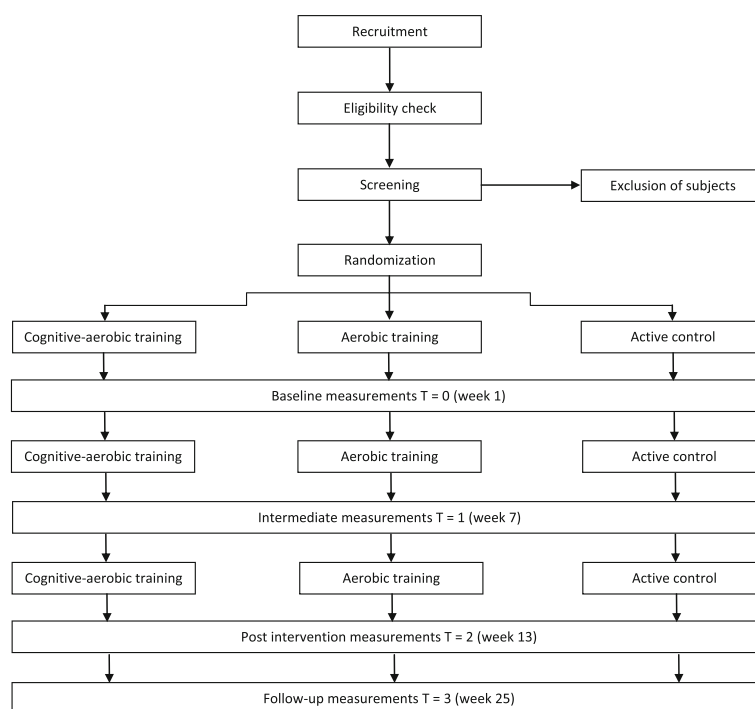 Recruitment
Eligibility check
Screening
Exclusion of subjects
Randomization
Cognitive-aerobic training
Aerobic training
Active control
Baseline measurements T = 0 (week 1)
Cognitive-aerobic training
Aerobic training
Active control
Intermediate measurements T = 1 (week 7)
Cognitive-aerobic training
Aerobic training
Active control
Post intervention measurements T = 2 (week 13)
Follow-up measurements T = 3 (week 25)